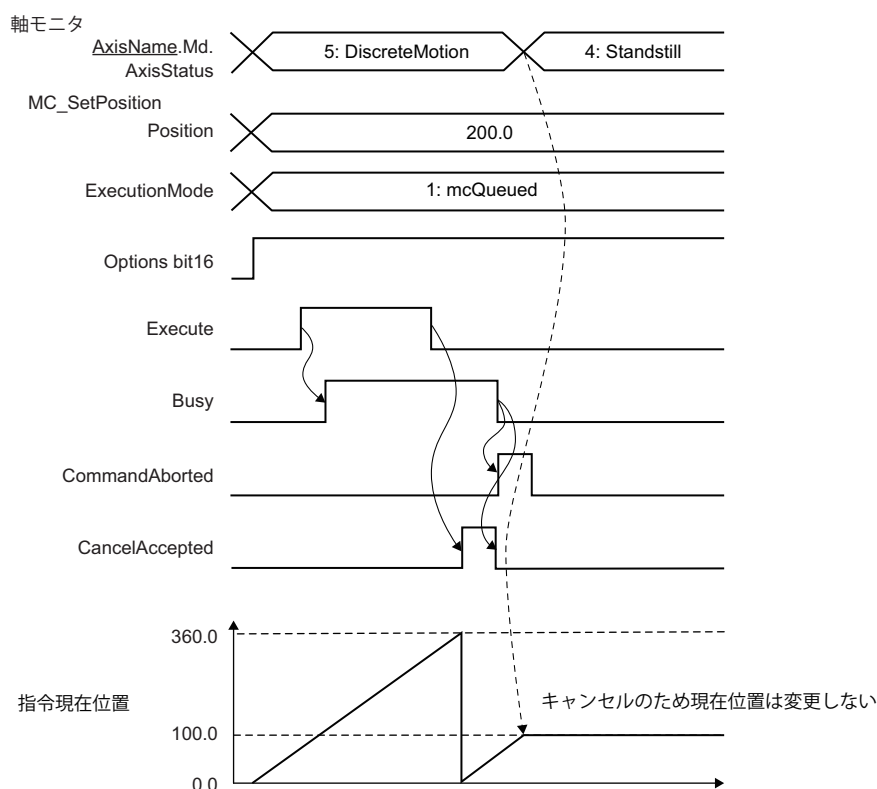 軸モニタ
AxisName.Md.
AxisStatus
5: DiscreteMotion
4: Standstill
MC_SetPosition
Position
200.0
ExecutionMode
1: mcQueued
Options bit16
Execute
Busy
CommandAborted
CancelAccepted
360.0
指令現在位置
キャンセルのため現在位置は変更しない
100.0
0.0